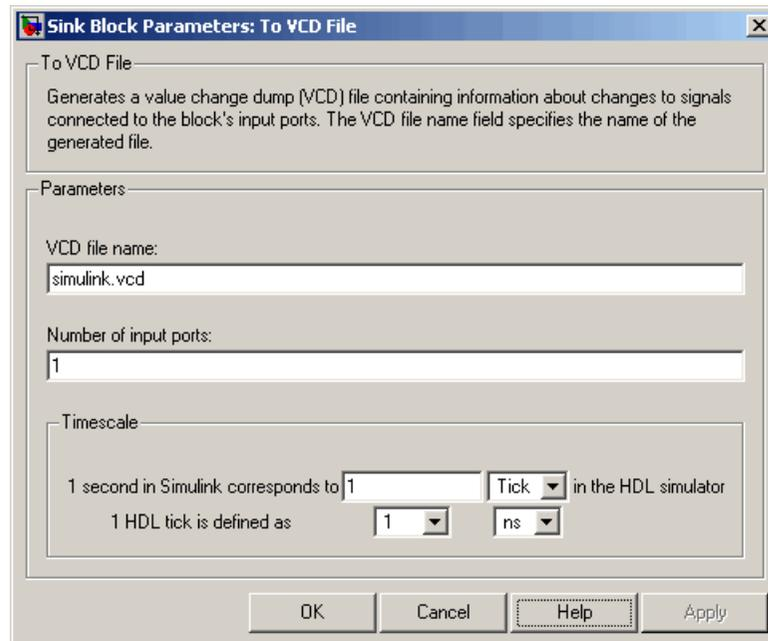 Sink Block Parameters: To VCD File
To VCD File
Generates a value change dump (VCD) file containing information about changes to signals
connected to the block's input ports. The VCD file name field specifies the name of the
generated file.
Parameters
VCD file name:
simulink.vcd
Number of input ports:
1
Timescale
1 second in Simulink corresponds to 1 Tick in the HDL simulator
1 HDL tick is defined as 1 ns
OK Cancel Help Apply